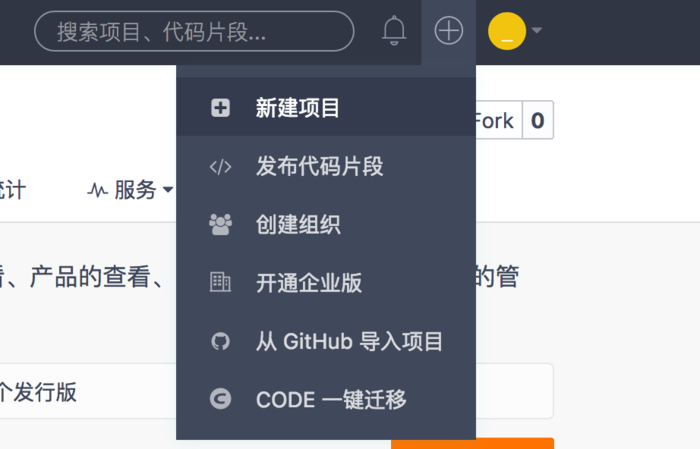 搜索项目、代码片段...
新建项目
Fork 0
发布代码片段
计
服务
创建组织
、产品的查看、
的管
开通企业版
从 GitHub 导入项目
个发行版
CODE 一键迁移